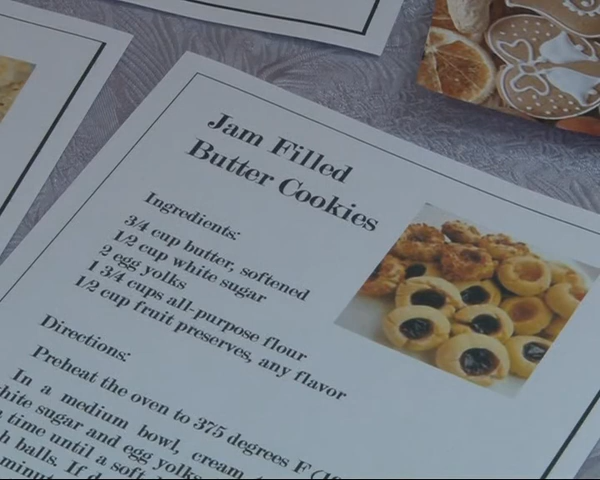 Jam Filled
Butter Cookies
Ingredients:
3/4 cup butter, softened
1/2 cup white sugar
2 egg yolks
1 3/4 cups all-purpose flour
1/2 cup fruit preserves, any flavor
Directions:
Preheat the oven to 375 degrees F
In a medium bowl, cream
white sugar and egg yolks
time until a soft
balls. If